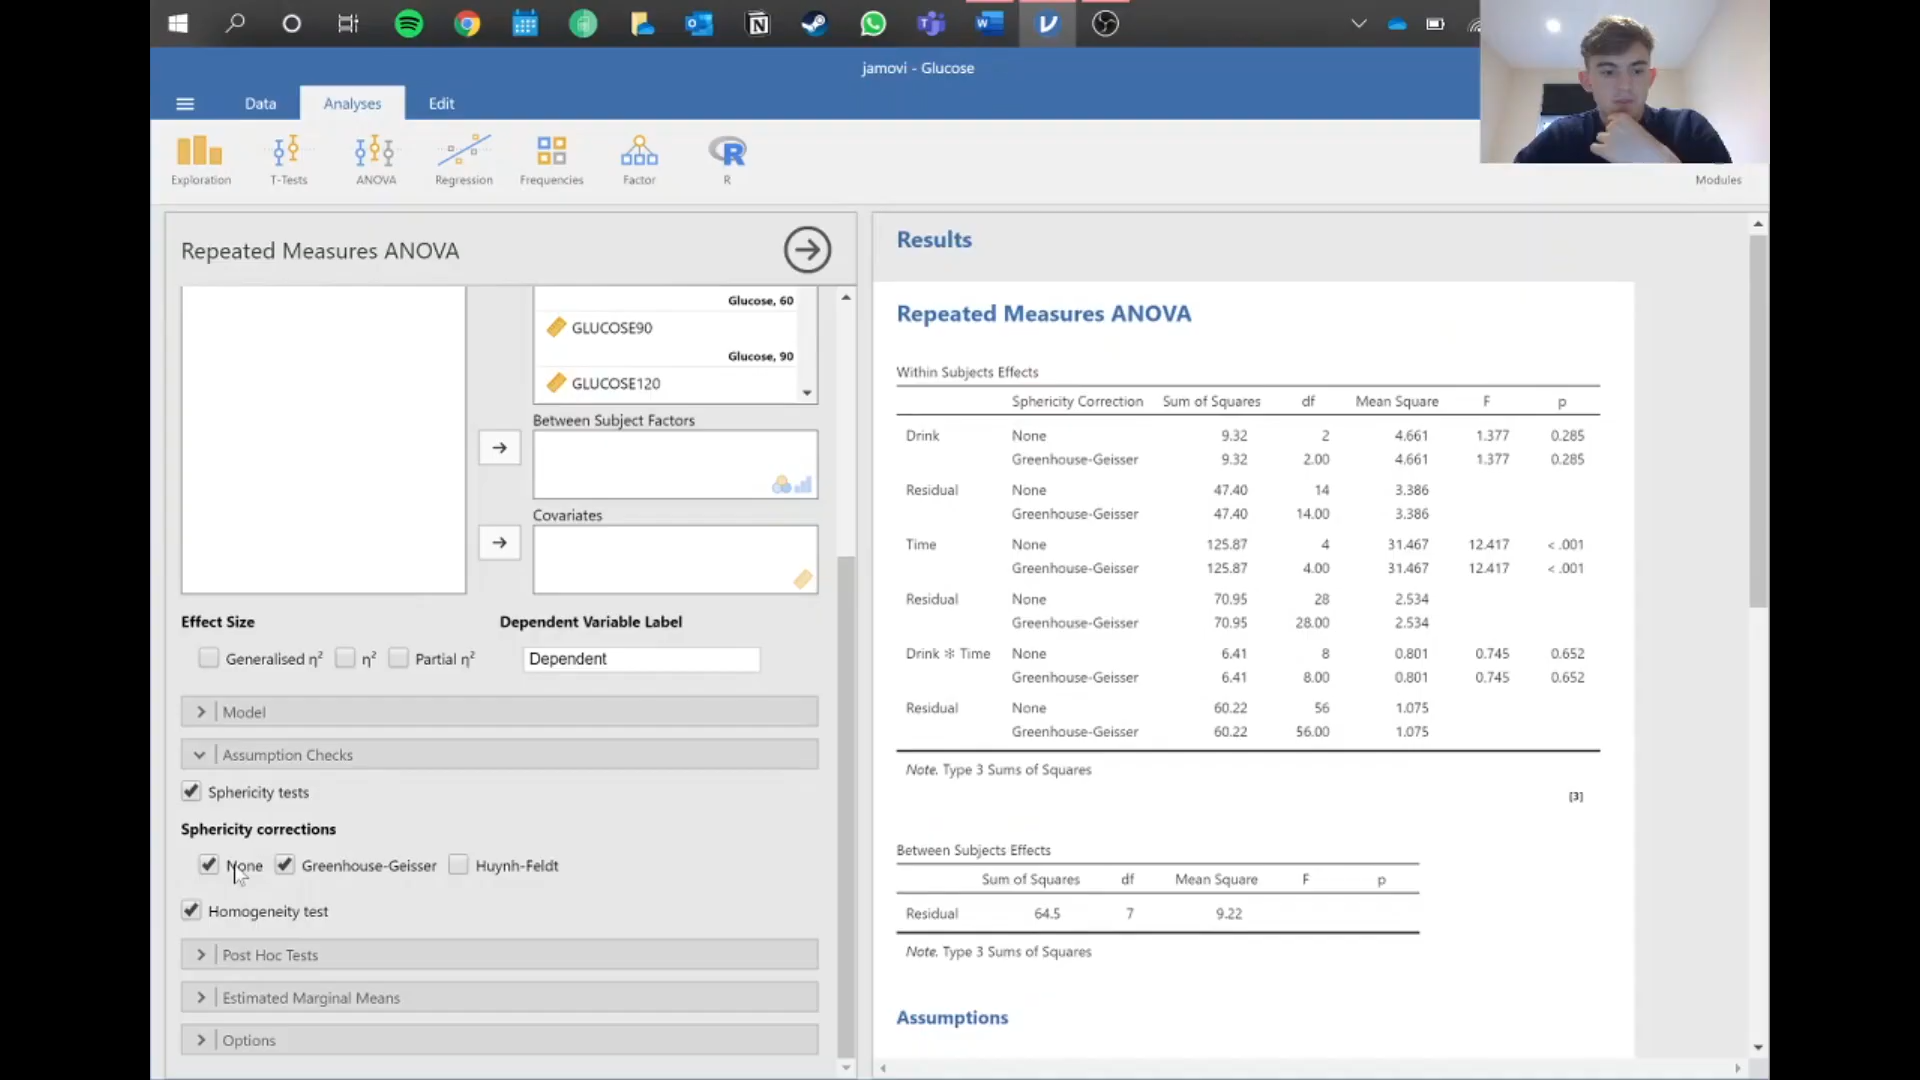 jamovi - Glucose
Data Analyses Edit
Exploration T-Tests ANOVA Regression Frequencies Factor R Modules
Repeated Measures ANOVA
Glucose, 60
GLUCOSE90
Glucose, 90
GLUCOSE120
Between Subject Factors
Covariates
Effect Size Dependent Variable Label
Generalised η² η² Partial η² Dependent
Model
Assumption Checks
Sphericity tests
Sphericity corrections
None Greenhouse-Geisser Huynh-Feldt
Homogeneity test
Post Hoc Tests
Estimated Marginal Means
Options
Results
Repeated Measures ANOVA
Within Subjects Effects
Sphericity Correction Sum of Squares df Mean Square F p
Drink None 9.32 2 4.661 1.377 0.285
Greenhouse-Geisser 9.32 2.00 4.661 1.377 0.285
Residual None 47.40 14 3.386
Greenhouse-Geisser 47.40 14.00 3.386
Time None 125.87 4 31.467 12.417 < .001
Greenhouse-Geisser 125.87 4.00 31.467 12.417 < .001
Residual None 70.95 28 2.534
Greenhouse-Geisser 70.95 28.00 2.534
Drink ✻ Time None 6.41 8 0.801 0.745 0.652
Greenhouse-Geisser 6.41 8.00 0.801 0.745 0.652
Residual None 60.22 56 1.075
Greenhouse-Geisser 60.22 56.00 1.075
Note. Type 3 Sums of Squares
[3]
Between Subjects Effects
Sum of Squares df Mean Square F p
Residual 64.5 7 9.22
Note. Type 3 Sums of Squares
Assumptions